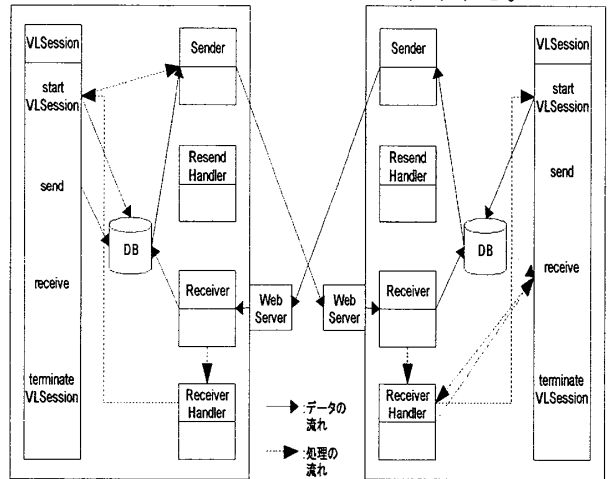 VLSession
start
VLSession
send
receive
terminate
VLSession
DB
Sender
Resend
Handler
Receiver
Receiver
Handler
Web
Server
Web
Server
:データの
流れ
:処理の
流れ
Sender
Resend
Handler
Receiver
Receiver
Handler
DB
VLSession
start
VLSession
send
receive
terminate
VLSession